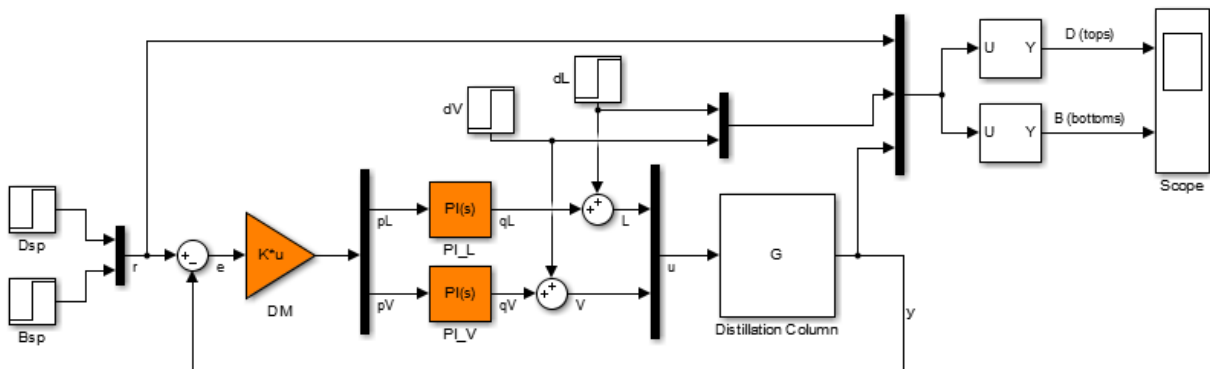 U
Y
D (tops)
dL
dV
U
Y
B (bottoms)
Scope
Dsp
Bsp
r
+
−
e
K*u
DM
pL
PI(s)
qL
PI_L
+
+
L
pV
PI(s)
qV
PI_V
+
+
V
u
G
Distillation Column
y